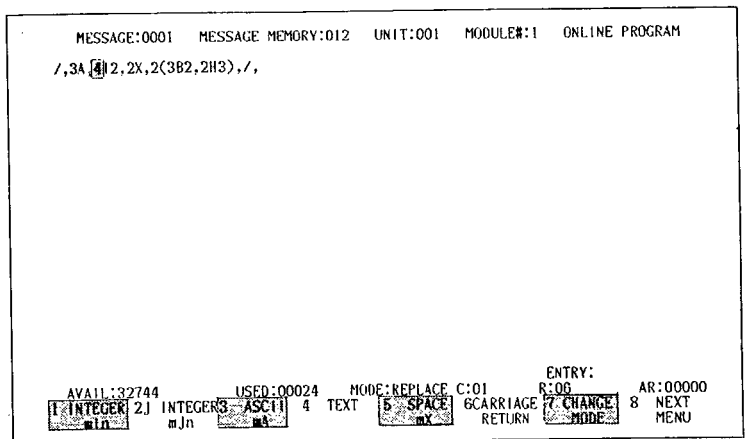 MESSAGE:0001 MESSAGE MEMORY:012 UNIT:001 MODULE#:1 ONLINE PROGRAM
/,3A,4I2,2X,2(3B2,2H3),/,
ENTRY:
AVAIL:32744 USED:00024 MODE:REPLACE C:01 R:06 AR:00000
1 INTEGER 2J INTEGER 3 ASCII 4 TEXT 5 SPACE 6CARRIAGE 7 CHANGE 8 NEXT
mIn mJn mA mX RETURN MODE MENU